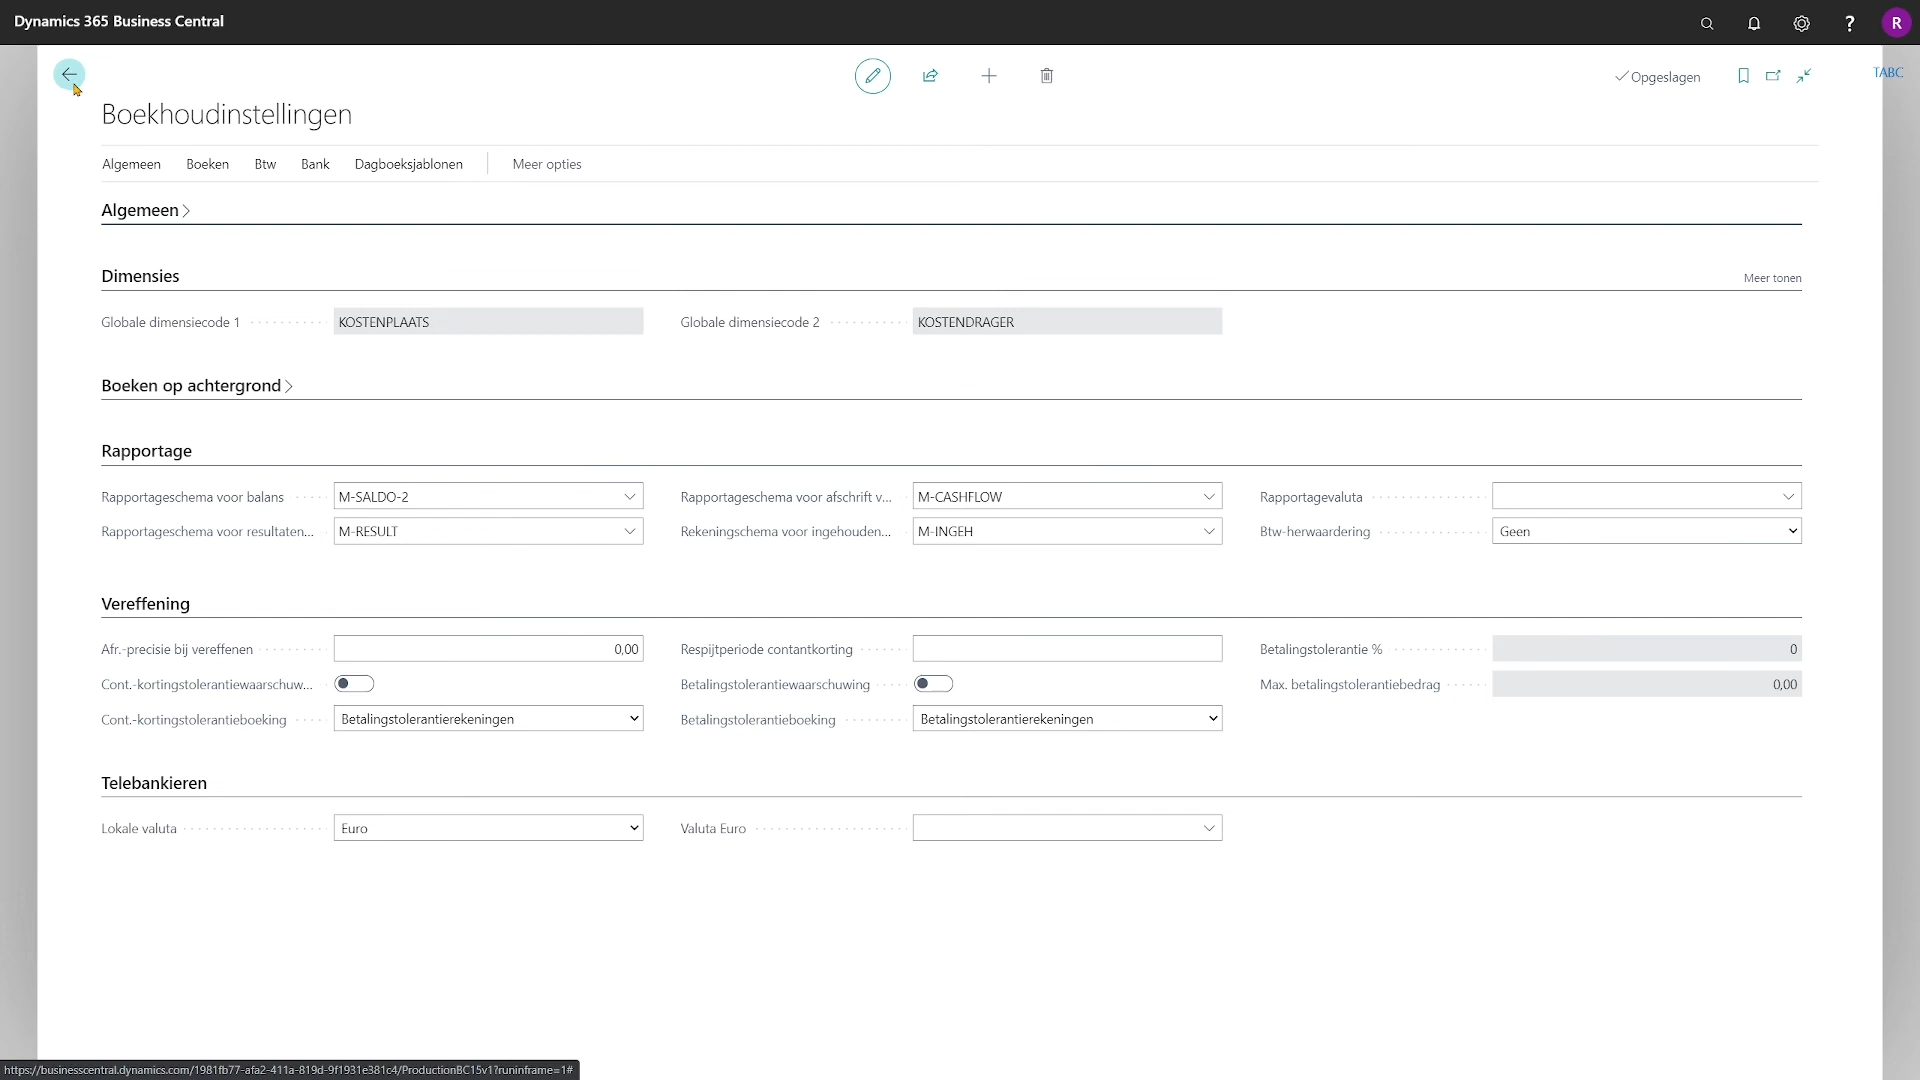 Dynamics 365 Business Central
R
Opgeslagen
TABC
Boekhoudinstellingen
Algemeen Boeken Btw Bank Dagboeksjablonen Meer opties
Algemeen
Dimensies
Meer tonen
Globale dimensiecode 1 KOSTENPLAATS Globale dimensiecode 2 KOSTENDRAGER
Boeken op achtergrond
Rapportage
Rapportageschema voor balans M-SALDO-2 Rapportageschema voor afschrift v... M-CASHFLOW Rapportagevaluta
Rapportageschema voor resultaten... M-RESULT Rekeningschema voor ingehouden... M-INGEH Btw-herwaardering Geen
Vereffening
Afr.-precisie bij vereffenen 0,00 Respijtperiode contantkorting Betalingstolerantie % 0
Cont.-kortingstolerantiewaarschuw... Betalingstolerantiewaarschuwing Max. betalingstolerantiebedrag 0,00
Cont.-kortingstolerantieboeking Betalingstolerantierekeningen Betalingstolerantieboeking Betalingstolerantierekeningen
Telebankieren
Lokale valuta Euro Valuta Euro
https://businesscentral.dynamics.com/1981fb77-afa2-411a-819d-9f1931e381c4/ProductionBC15v1?runinframe=1#